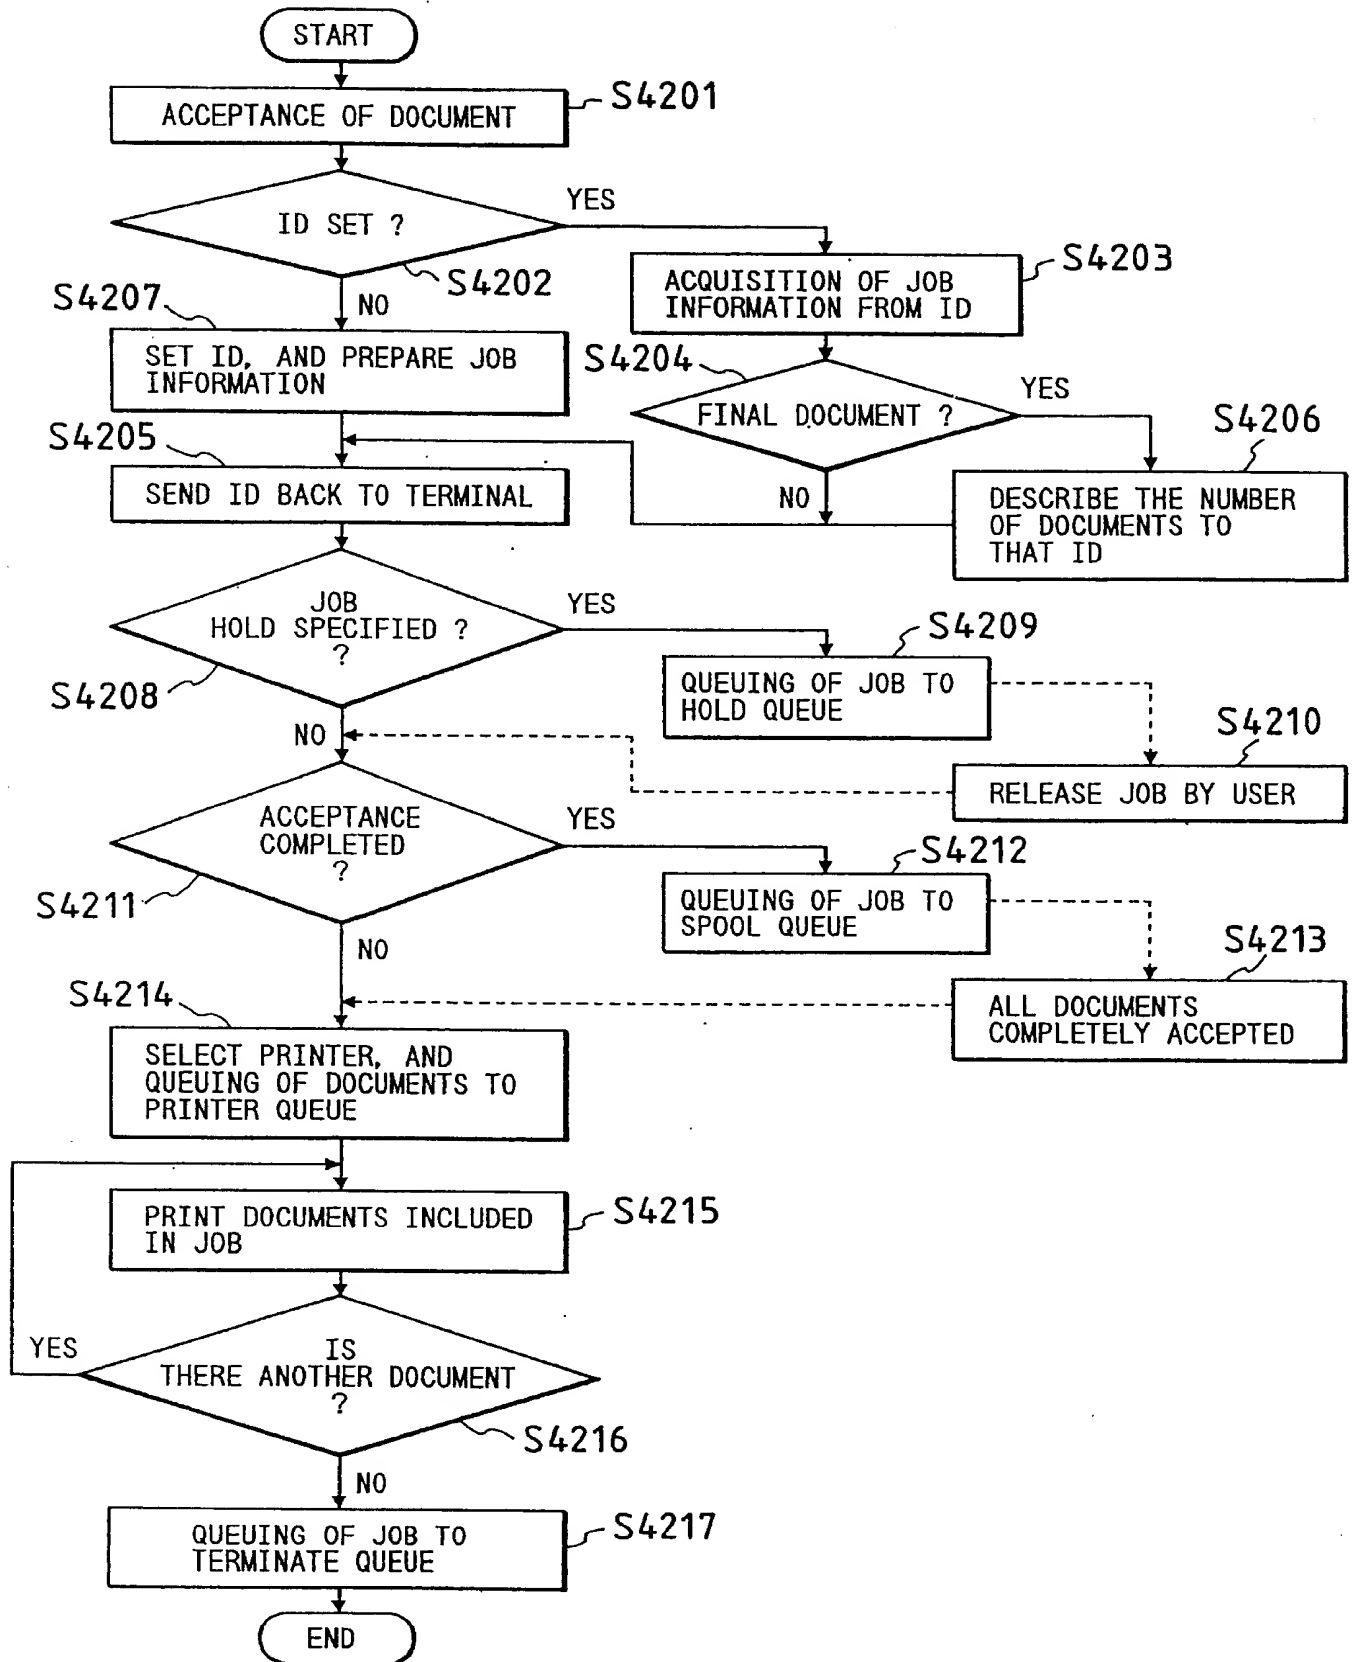 START
ACCEPTANCE OF DOCUMENT
S4201
ID SET ?
YES
S4202
NO
ACQUISITION OF JOB
INFORMATION FROM ID
S4203
S4207
SET ID, AND PREPARE JOB
INFORMATION
S4204
FINAL DOCUMENT ?
YES
NO
S4206
DESCRIBE THE NUMBER
OF DOCUMENTS TO
THAT ID
S4205
SEND ID BACK TO TERMINAL
JOB
HOLD SPECIFIED ?
?
YES
S4208
NO
S4209
QUEUING OF JOB TO
HOLD QUEUE
S4210
RELEASE JOB BY USER
ACCEPTANCE
COMPLETED
?
YES
S4211
NO
S4212
QUEUING OF JOB TO
SPOOL QUEUE
S4213
ALL DOCUMENTS
COMPLETELY ACCEPTED
S4214
SELECT PRINTER, AND
QUEUING OF DOCUMENTS TO
PRINTER QUEUE
PRINT DOCUMENTS INCLUDED
IN JOB
S4215
YES
IS
THERE ANOTHER DOCUMENT
?
S4216
NO
QUEUING OF JOB TO
TERMINATE QUEUE
S4217
END